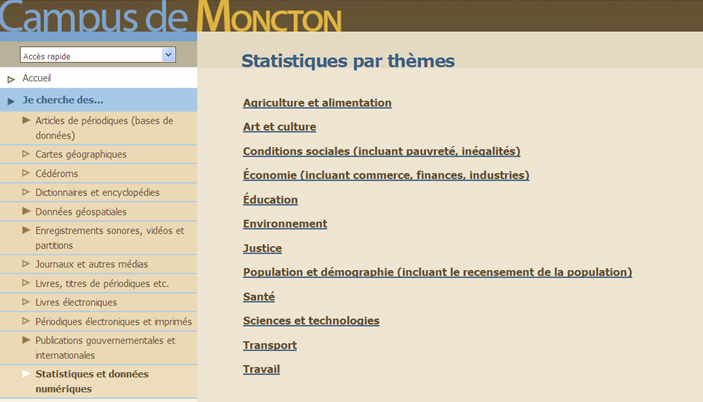 Campus de MONCTON
Accès rapide
Accueil
Je cherche des...
Articles de périodiques (bases de
données)
Cartes géographiques
Cédéroms
Dictionnaires et encyclopédies
Données géospatiales
Enregistrements sonores, vidéos et
partitions
Journaux et autres médias
Livres, titres de périodiques etc.
Livres électroniques
Périodiques électroniques et imprimés
Publications gouvernementales et
internationales
Statistiques et données
numériques
Statistiques par thèmes
Agriculture et alimentation
Art et culture
Conditions sociales (incluant pauvreté, inégalités)
Économie (incluant commerce, finances, industries)
Éducation
Environnement
Justice
Population et démographie (incluant le recensement de la population)
Santé
Sciences et technologies
Transport
Travail